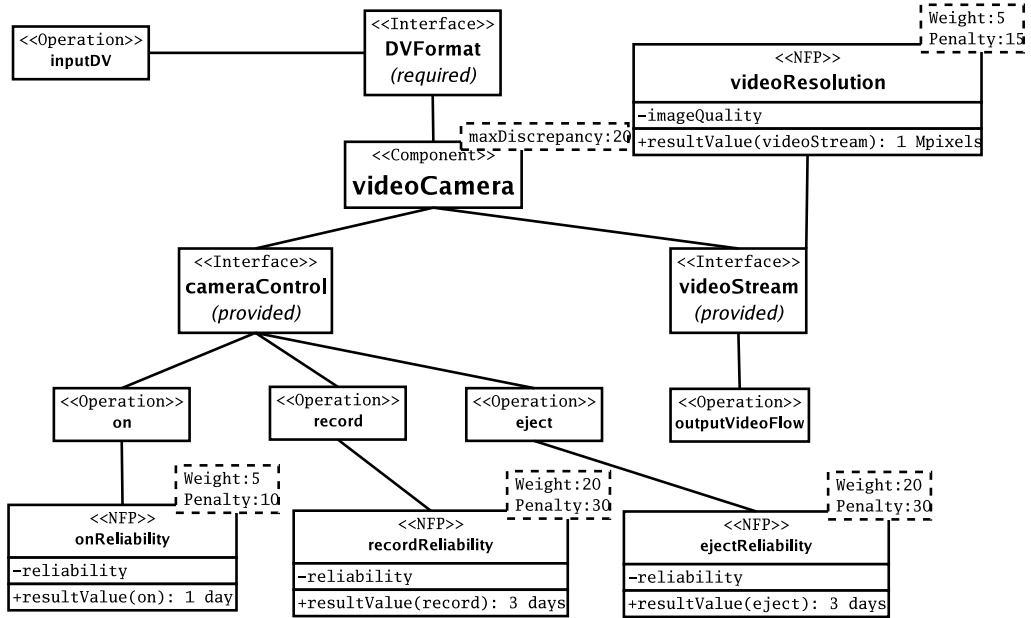 <<Operation>>
inputDV
<<Interface>>
DVFormat
(required)
Weight:5
Penalty:15
<<NFP>>
videoResolution
-imageQuality
+resultValue(videoStream): 1 Mpixels
maxDiscrepancy:20
<<Component>>
videoCamera
<<Interface>>
cameraControl
(provided)
<<Interface>>
videoStream
(provided)
<<Operation>>
on
<<Operation>>
record
<<Operation>>
eject
<<Operation>>
outputVideoFlow
Weight:5
Penalty:10
<<NFP>>
onReliability
-reliability
+resultValue(on): 1 day
Weight:20
Penalty:30
<<NFP>>
recordReliability
-reliability
+resultValue(record): 3 days
Weight:20
Penalty:30
<<NFP>>
ejectReliability
-reliability
+resultValue(eject): 3 days